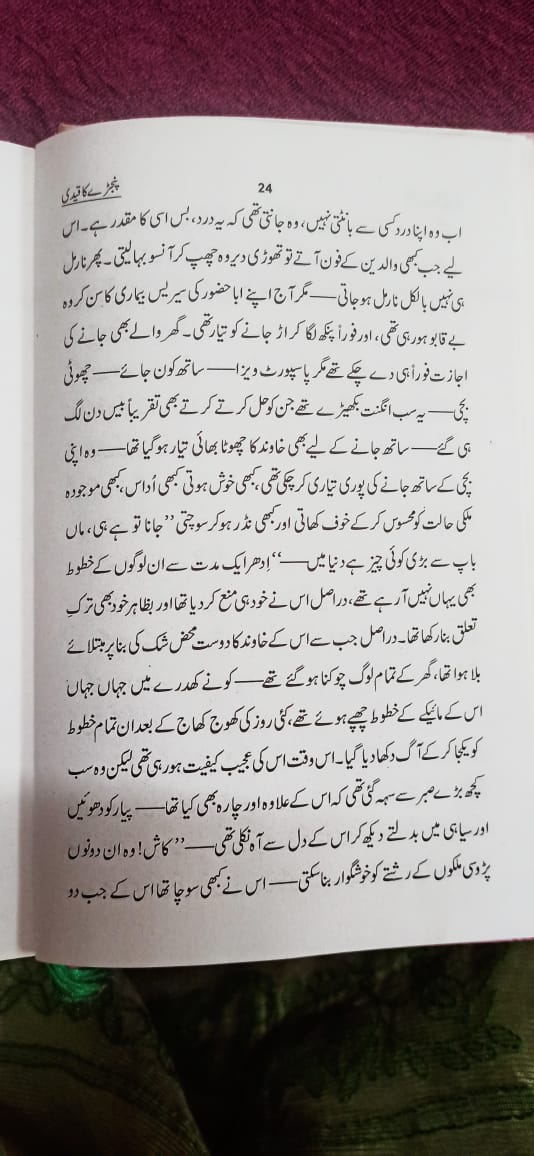 24
پنجڑے کا قیدی
اب وہ اپنا درد کسی سے بانٹتی نہیں، وہ جانتی تھی کہ یہ درد، بس اسی کا مقدر ہے۔ اس
لیے جب کبھی والدین کے فون آتے تو تھوڑی دیر وہ چھپ کر آنسو بہا لیتی۔ پھر نارمل
ہی نہیں بالکل نارمل ہو جاتی—— مگر آج اپنے ابا حضور کی سیریس بیماری کا سن کر وہ
بے قابو ہو رہی تھی، اور فوراً پنکھ لگا کر اڑ جانے کو تیار تھی۔ گھر والے بھی جانے کی
اجازت فوراً ہی دے چکے تھے مگر پاسپورٹ ویزا—— ساتھ کون جائے—— چھوٹی
بچی—— یہ سب انگنت بکھیڑے تھے جن کو حل کرتے کرتے بھی تقریباً بیس دن لگ
ہی گئے—— ساتھ جانے کے لیے بھی خاوند کا چھوٹا بھائی تیار ہو گیا تھا—— وہ اپنی
بچی کے ساتھ جانے کی پوری تیاری کر چکی تھی، کبھی خوش ہوتی کبھی اُداس، کبھی موجودہ
ملکی حالت کو محسوس کر کے خوف کھاتی اور کبھی نڈر ہو کر سوچتی ’’جانا تو ہے ہی، ماں
باپ سے بڑی کوئی چیز ہے دنیا میں——‘‘ اِدھر ایک مدت سے ان لوگوں کے خطوط
بھی یہاں نہیں آ رہے تھے، دراصل اس نے خود ہی منع کر دیا تھا اور بظاہر خود بھی ترکِ
تعلق بنا رکھا تھا۔ دراصل جب سے اس کے خاوند کا دوست محض شک کی بنا پر مبتلائے
بلا ہوا تھا، گھر کے تمام لوگ چوکنا ہو گئے تھے—— کونے کھدرے میں جہاں جہاں
اس کے مائیکے کے خطوط چھپے ہوئے تھے، کئی روز کی کھوج کھاج کے بعد ان تمام خطوط
کو یکجا کر کے آگ دِکھا دیا گیا۔ اس وقت اس کی عجیب کیفیت ہو رہی تھی لیکن وہ سب
کچھ بڑے صبر سے سہہ گئی تھی کہ اس کے علاوہ اور چارہ بھی کیا تھا—— پیار کو دھوئیں
اور سیاہی میں بدلتے دیکھ کر اس کے دل سے آہ نکلی تھی—— ’’کاش! وہ ان دونوں
پڑوسی ملکوں کے رشتے کو خوشگوار بنا سکتی—— اس نے کبھی سوچا تھا اس کے جب دو